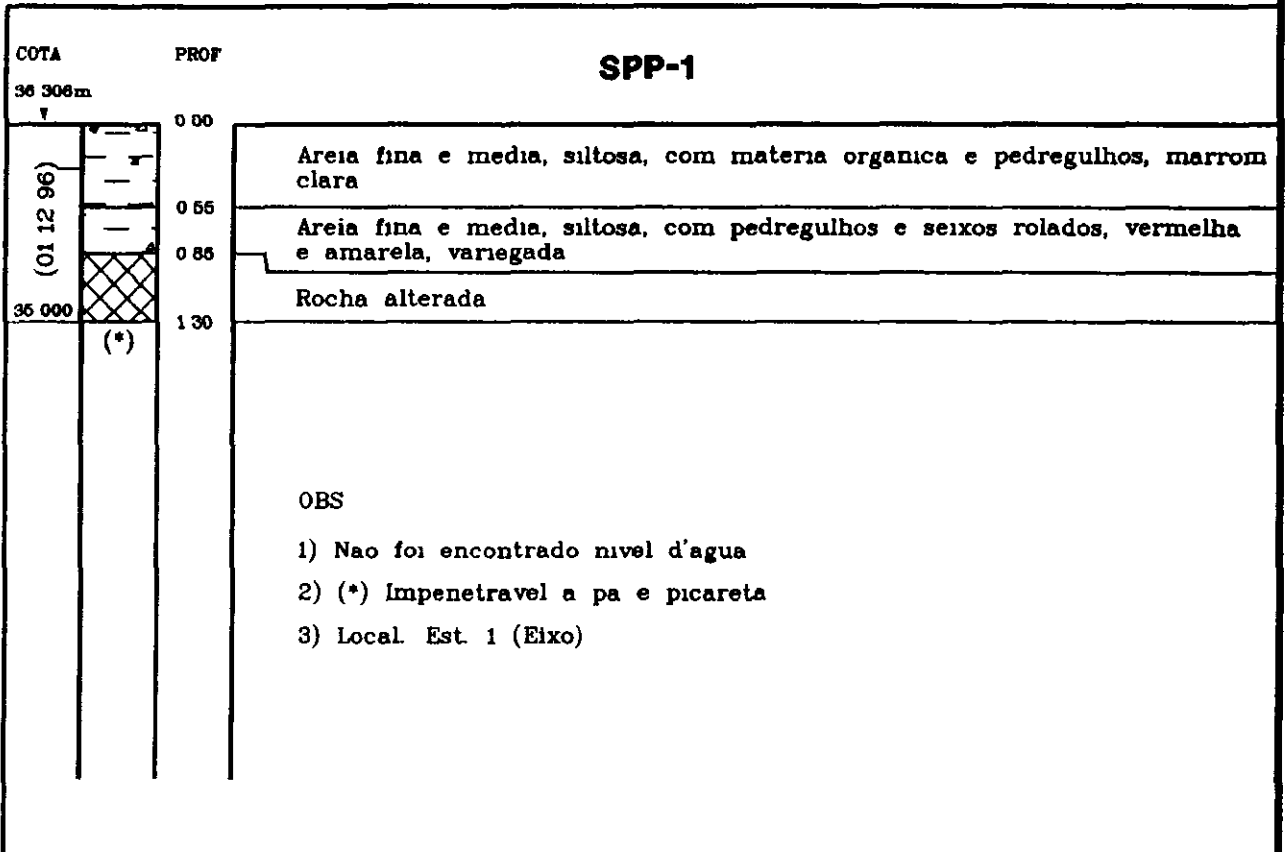 COTA
PROF
SPP-1
36 306m
0 00
Areia fina e media, siltosa, com materia organica e pedregulhos, marrom
clara
(01 12 96)
0 55
Areia fina e media, siltosa, com pedregulhos e seixos rolados, vermelha
e amarela, variegada
0 86
Rocha alterada
35 000
1 30
(*)
OBS
1) Nao foi encontrado nivel d'agua
2) (*) Impenetravel a pa e picareta
3) Local. Est. 1 (Eixo)